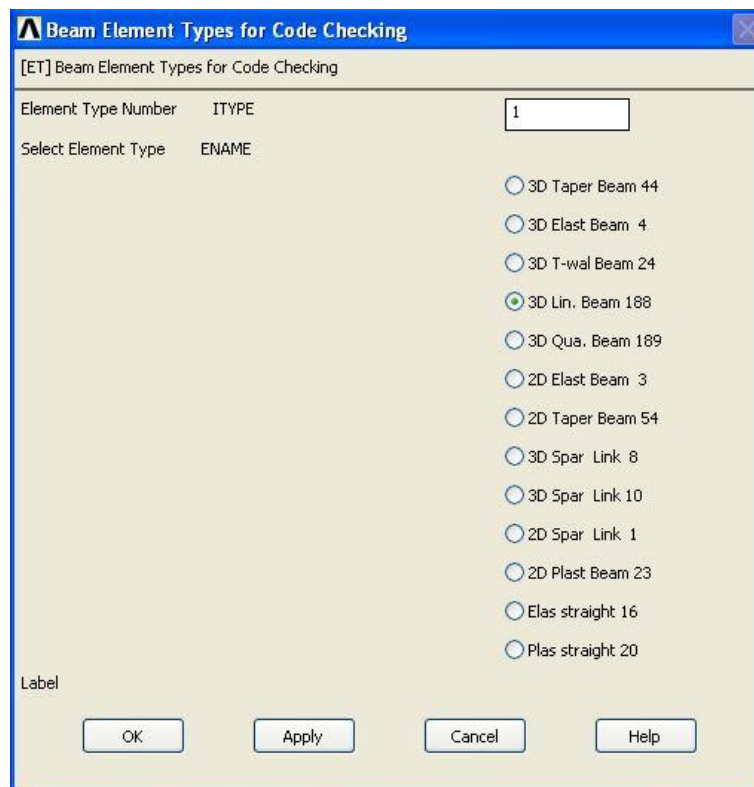 Beam Element Types for Code Checking
[ET] Beam Element Types for Code Checking
Element Type Number ITYPE 1
Select Element Type ENAME
3D Taper Beam 44
3D Elast Beam 4
3D T-wal Beam 24
3D Lin. Beam 188
3D Qua. Beam 189
2D Elast Beam 3
2D Taper Beam 54
3D Spar Link 8
3D Spar Link 10
2D Spar Link 1
2D Plast Beam 23
Elas straight 16
Plas straight 20
Label
OK Apply Cancel Help